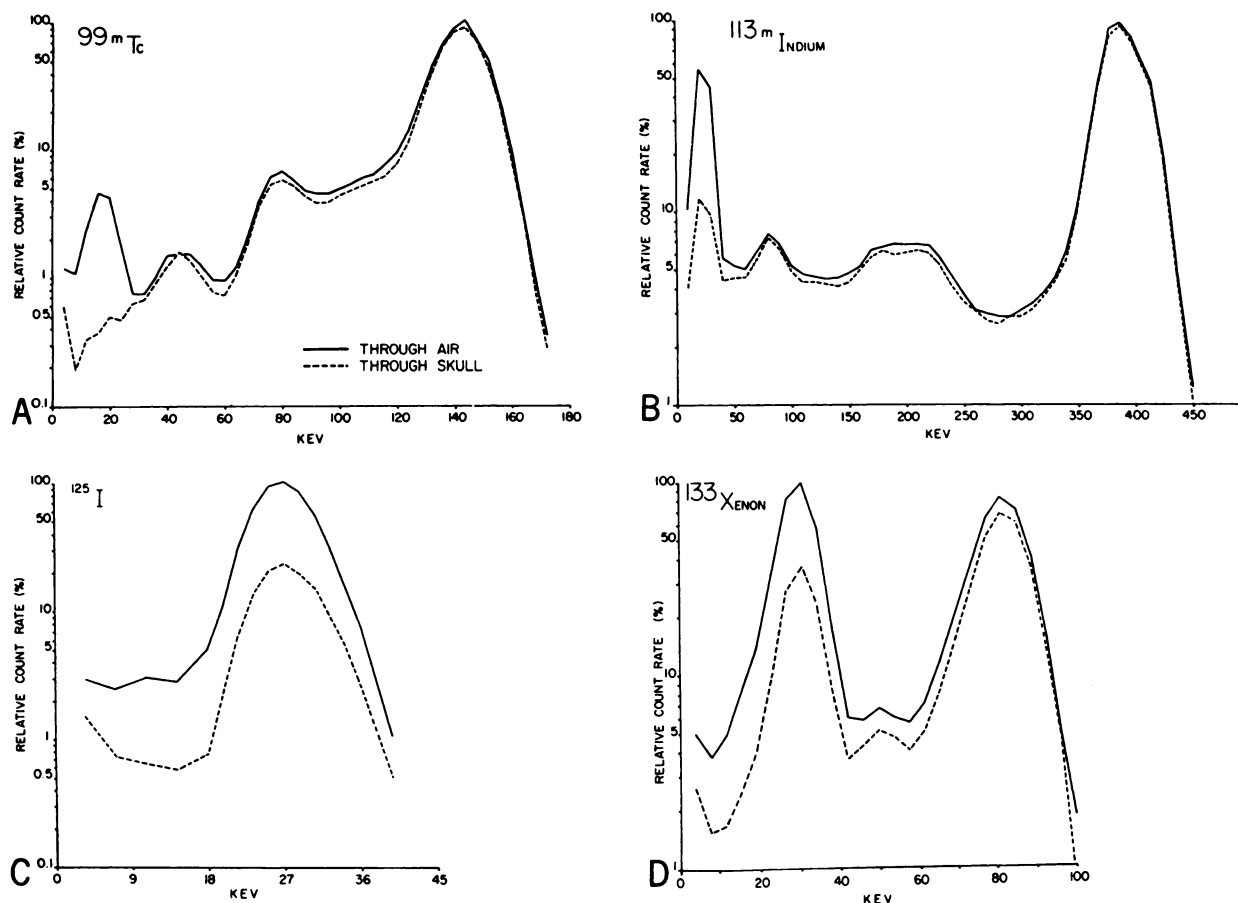 99m Tc
RELATIVE COUNT RATE (%)
100
50
10
5
1
0.5
0.1
THROUGH AIR
THROUGH SKULL
0 20 40 60 80 100 120 140 160 180
KEV
A
113m INDIUM
RELATIVE COUNT RATE (%)
100
50
10
5
1
0 50 100 150 200 250 300 350 400 450
KEV
B
125 I
RELATIVE COUNT RATE (%)
100
50
10
5
1
0.5
0.1
0 9 18 27 36 45
KEV
C
133 XENON
RELATIVE COUNT RATE (%)
100
50
10
5
1
0 20 40 60 80 100
KEV
D